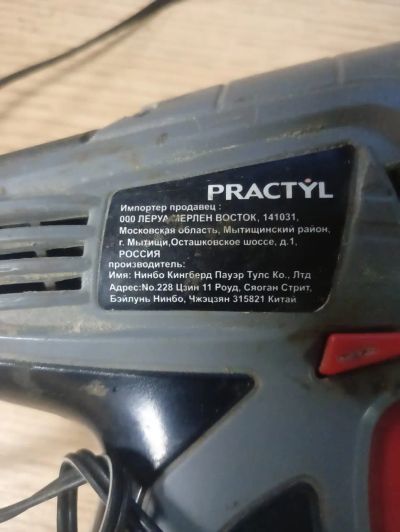 PRACTYL
Импортер продавец :
ООО ЛЕРУА МЕРЛЕН ВОСТОК, 141031,
Московская область, Мытищинский район,
г. Мытищи,Осташковское шоссе, д.1,
РОССИЯ
производитель:
Имя: Нинбо Кингберд Пауэр Тулс Ко., Лтд
Адрес:No.228 Цзин 11 Роуд, Сяоган Стрит,
Бэйлунь Нинбо, Чжэцзян 315821 Китай